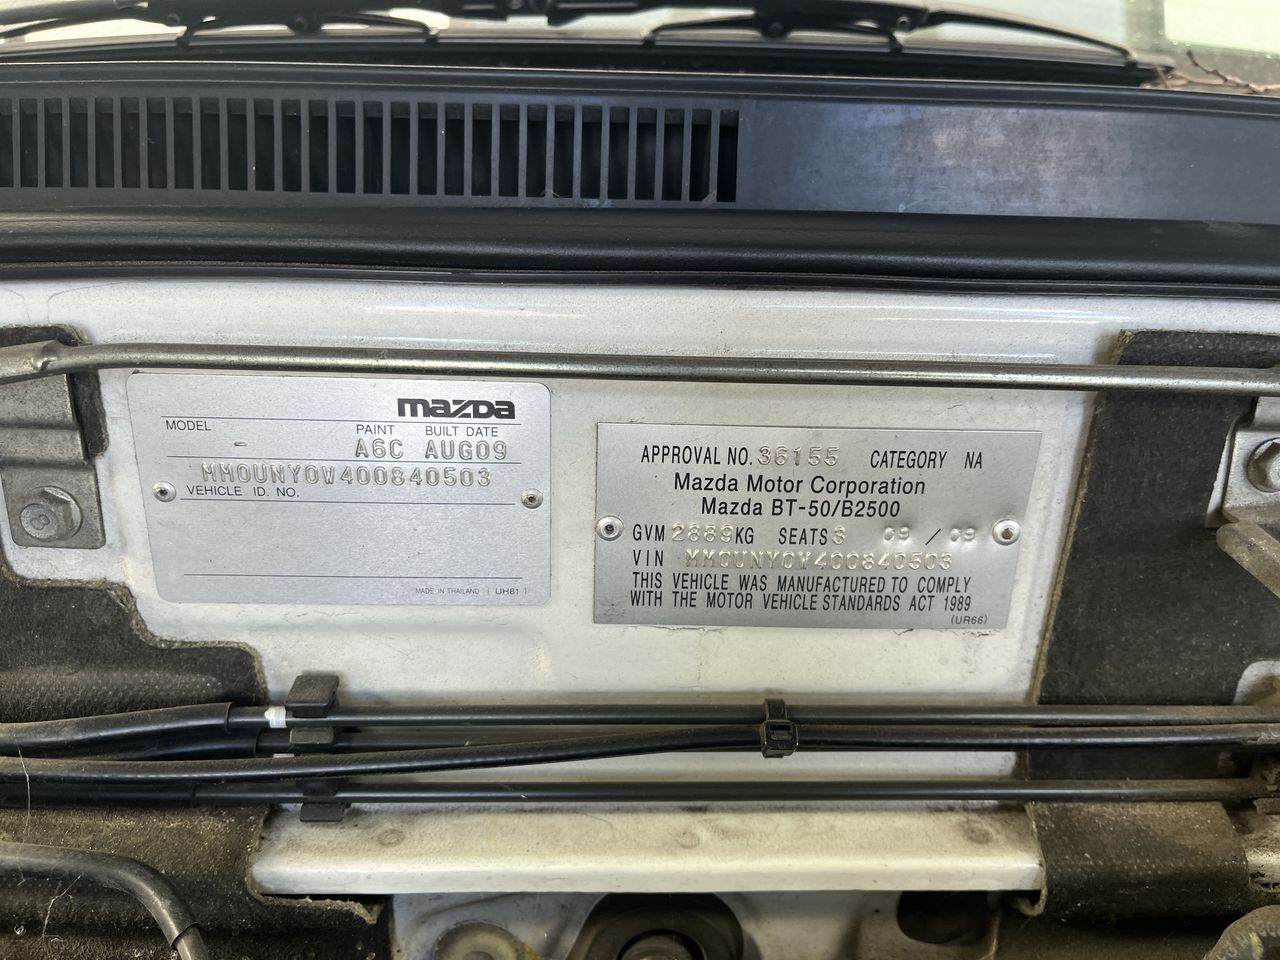 mazda
MODEL PAINT BUILT DATE
- A6C AUG09
MM0UNY0W400840503
VEHICLE ID. NO.
MADE IN THAILAND ( UH81 )
APPROVAL NO. 36155 CATEGORY NA
Mazda Motor Corporation
Mazda BT-50/B2500
GVM 2889KG SEATS 3 09 / 09
VIN MM0UNY0W400840503
THIS VEHICLE WAS MANUFACTURED TO COMPLY
WITH THE MOTOR VEHICLE STANDARDS ACT 1989
(UR66)
8